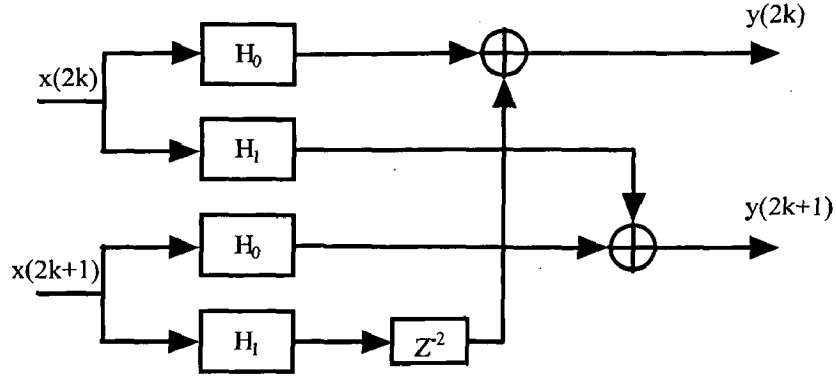 y(2k)
H₀
x(2k)
H₁
y(2k+1)
H₀
x(2k+1)
H₁
Z⁻²